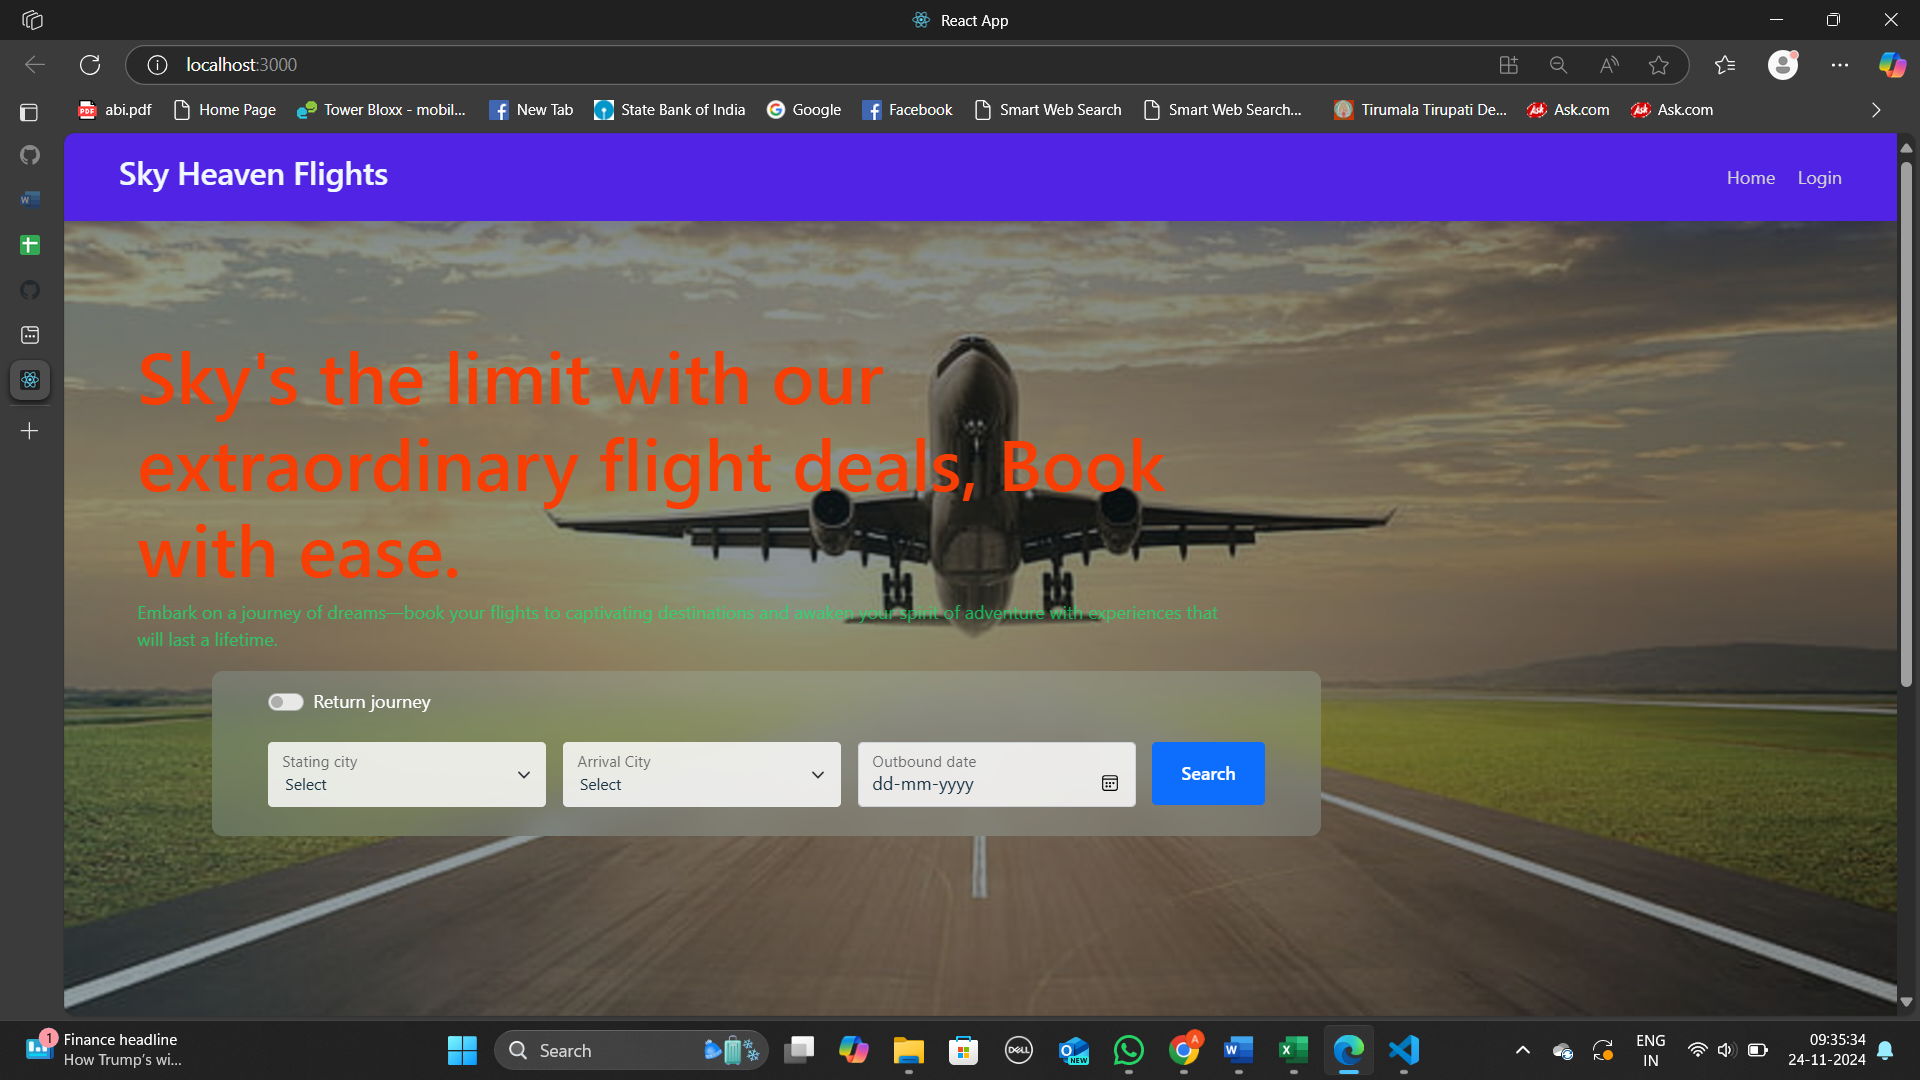 React App
localhost:3000
abi.pdf
Home Page
Tower Bloxx - mobil...
New Tab
State Bank of India
Google
Facebook
Smart Web Search
Smart Web Search...
Tirumala Tirupati De...
Ask.com
Ask.com
Sky Heaven Flights
Home
Login
Sky's the limit with our
extraordinary flight deals, Book
with ease.
Embark on a journey of dreams—book your flights to captivating destinations and awaken your spirit of adventure with experiences that
will last a lifetime.
Return journey
Stating city
Select
Arrival City
Select
Outbound date
dd-mm-yyyy
Search
1
Finance headline
How Trump's wi...
Search
DELL
NEW
A
ENG
IN
09:35:34
24-11-2024